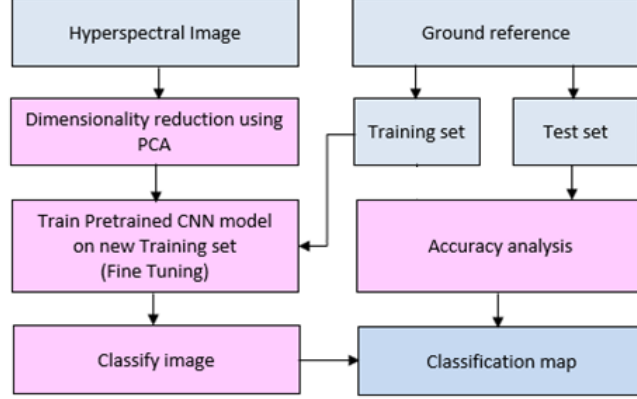 Hyperspectral Image
Ground reference
Dimensionality reduction using
PCA
Training set
Test set
Train Pretrained CNN model
on new Training set
(Fine Tuning)
Accuracy analysis
Classify image
Classification map